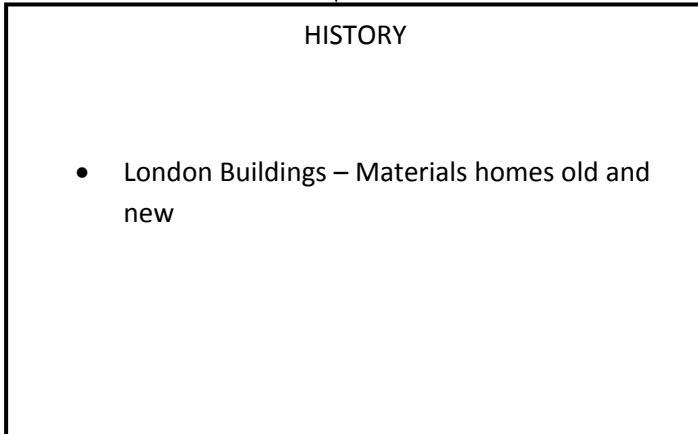 HISTORY
• London Buildings – Materials homes old and
new